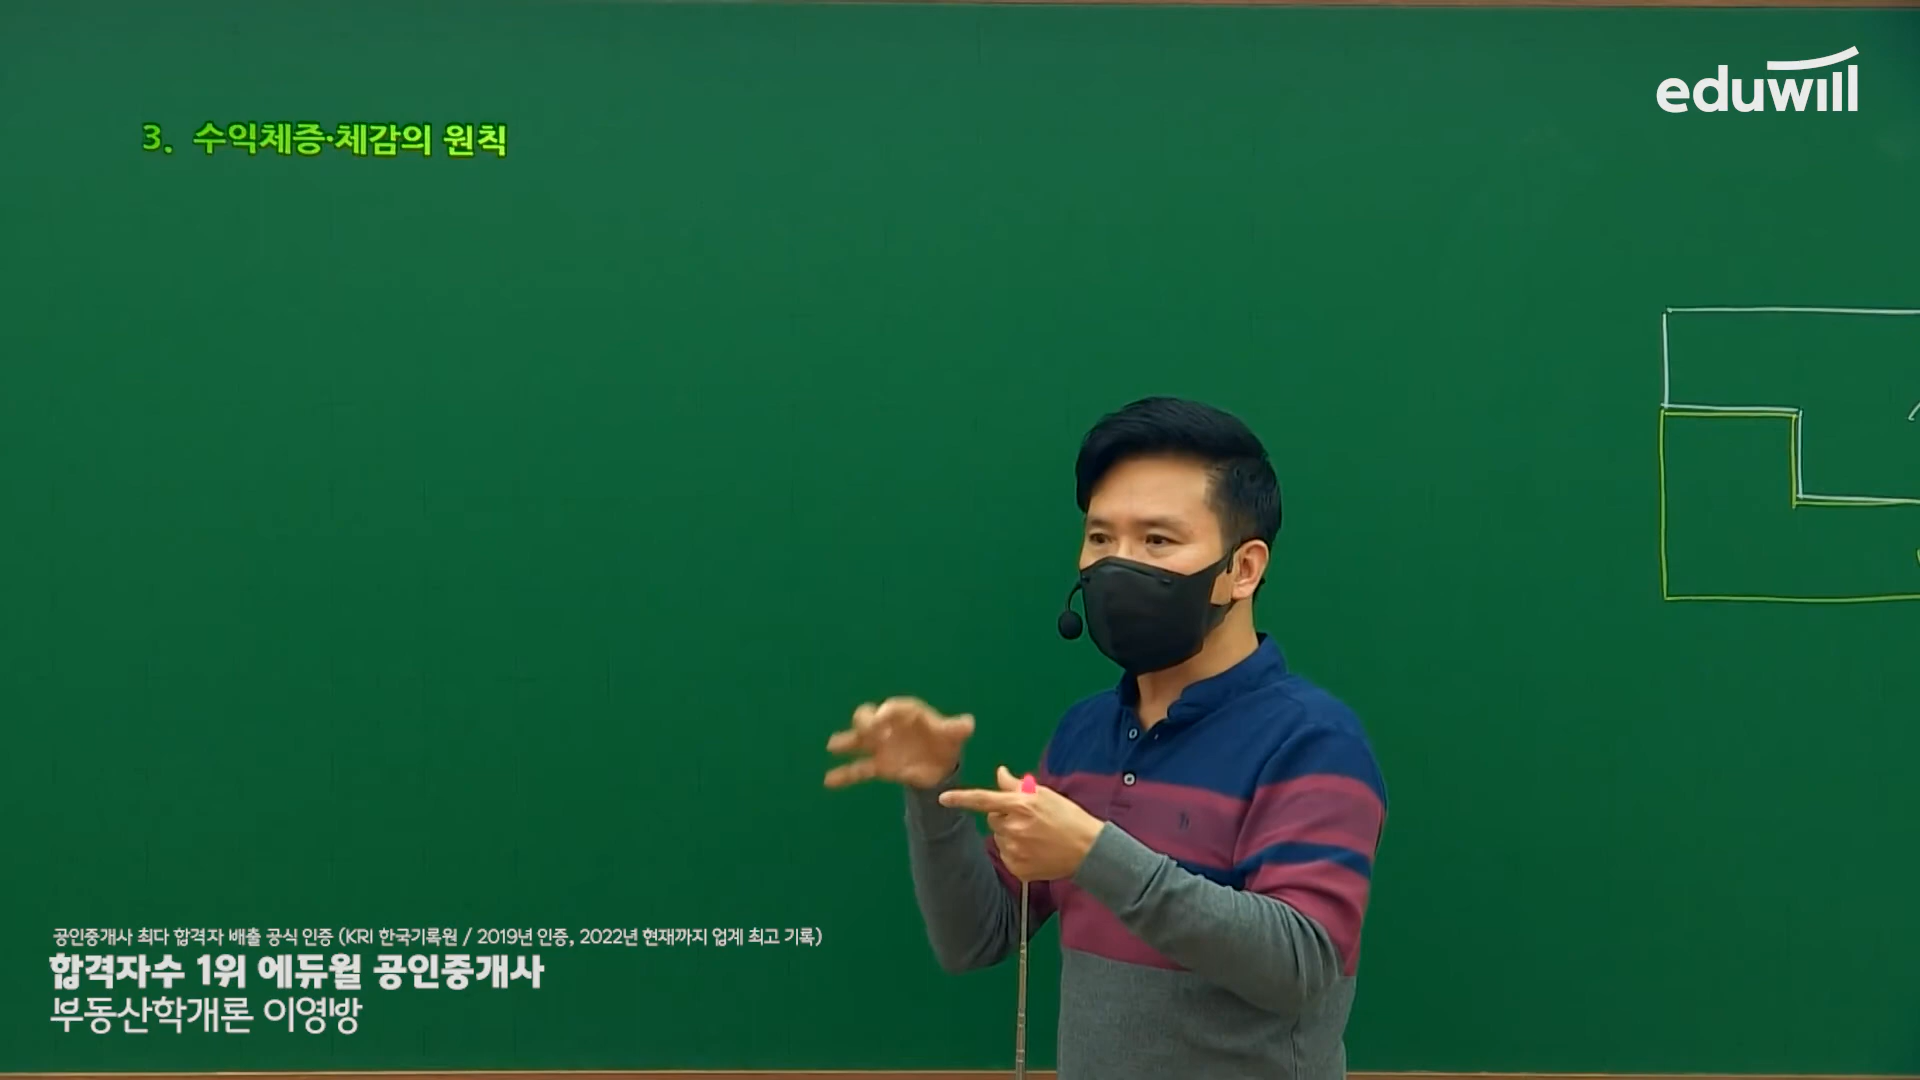 eduwill
3. 수익체증·체감의 원칙
공인중개사 최다 합격자 배출 공식 인증 (KRI 한국기록원 / 2019년 인증, 2022년 현재까지 업계 최고 기록)
합격자수 1위 에듀윌 공인중개사
부동산학개론 이영방